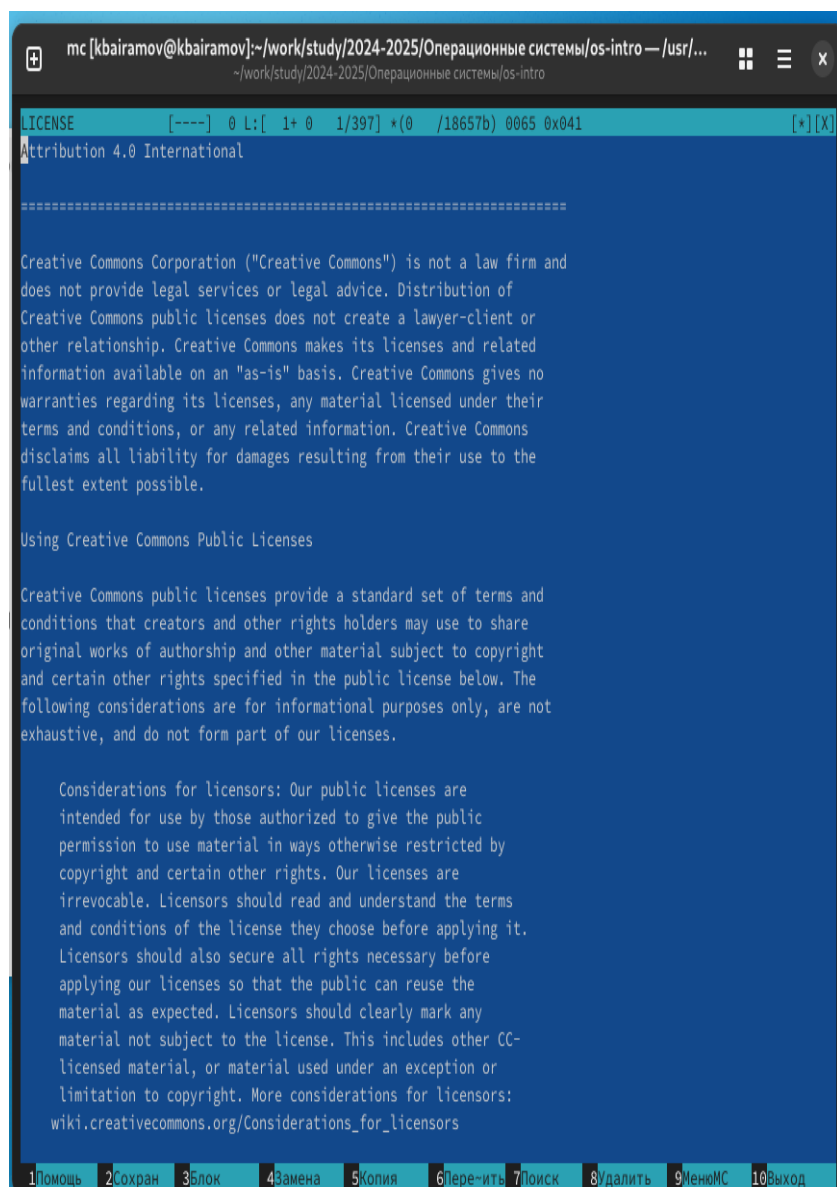 mc [kbairamov@kbairamov]:~/work/study/2024-2025/Операционные системы/os-intro — /usr/...
~/work/study/2024-2025/Операционные системы/os-intro
LICENSE [----] 0 L:[ 1+ 0 1/397] *(0 /18657b) 0065 0x041 [*][X]
Attribution 4.0 International
=======================================================================
Creative Commons Corporation ("Creative Commons") is not a law firm and
does not provide legal services or legal advice. Distribution of
Creative Commons public licenses does not create a lawyer-client or
other relationship. Creative Commons makes its licenses and related
information available on an "as-is" basis. Creative Commons gives no
warranties regarding its licenses, any material licensed under their
terms and conditions, or any related information. Creative Commons
disclaims all liability for damages resulting from their use to the
fullest extent possible.
Using Creative Commons Public Licenses
Creative Commons public licenses provide a standard set of terms and
conditions that creators and other rights holders may use to share
original works of authorship and other material subject to copyright
and certain other rights specified in the public license below. The
following considerations are for informational purposes only, are not
exhaustive, and do not form part of our licenses.
Considerations for licensors: Our public licenses are
intended for use by those authorized to give the public
permission to use material in ways otherwise restricted by
copyright and certain other rights. Our licenses are
irrevocable. Licensors should read and understand the terms
and conditions of the license they choose before applying it.
Licensors should also secure all rights necessary before
applying our licenses so that the public can reuse the
material as expected. Licensors should clearly mark any
material not subject to the license. This includes other CC-
licensed material, or material used under an exception or
limitation to copyright. More considerations for licensors:
wiki.creativecommons.org/Considerations_for_licensors
1Помощь 2Сохран 3Блок 4Замена 5Копия 6Пере~ить 7Поиск 8Удалить 9МенюMC 10Выход